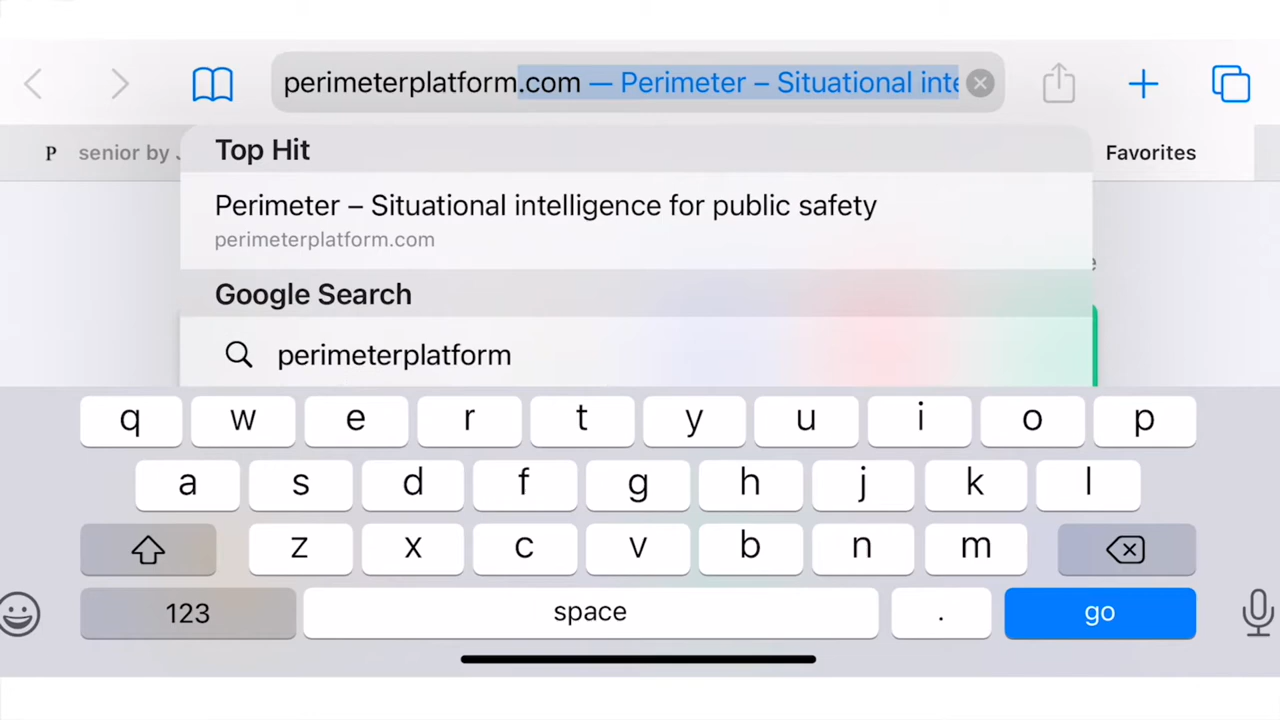 perimeterplatform.com — Perimeter – Situational inte
P senior by J
Favorites
Top Hit
Perimeter – Situational intelligence for public safety
perimeterplatform.com
Google Search
perimeterplatform
q w e r t y u i o p
a s d f g h j k l
z x c v b n m
123 space . go